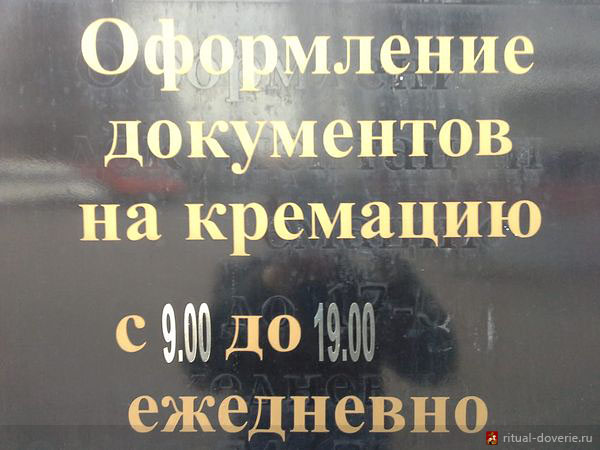 Оформление
документов
на кремацию
с 9.00 до 19.00
ежедневно
ritual-doverie.ru